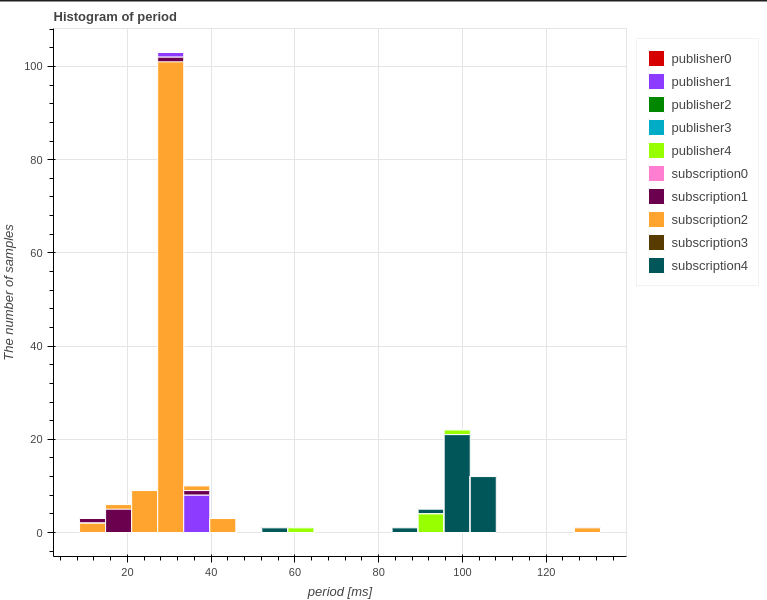 Histogram of period
The number of samples
100
80
60
40
20
0
20 40 60 80 100 120
period [ms]
publisher0
publisher1
publisher2
publisher3
publisher4
subscription0
subscription1
subscription2
subscription3
subscription4